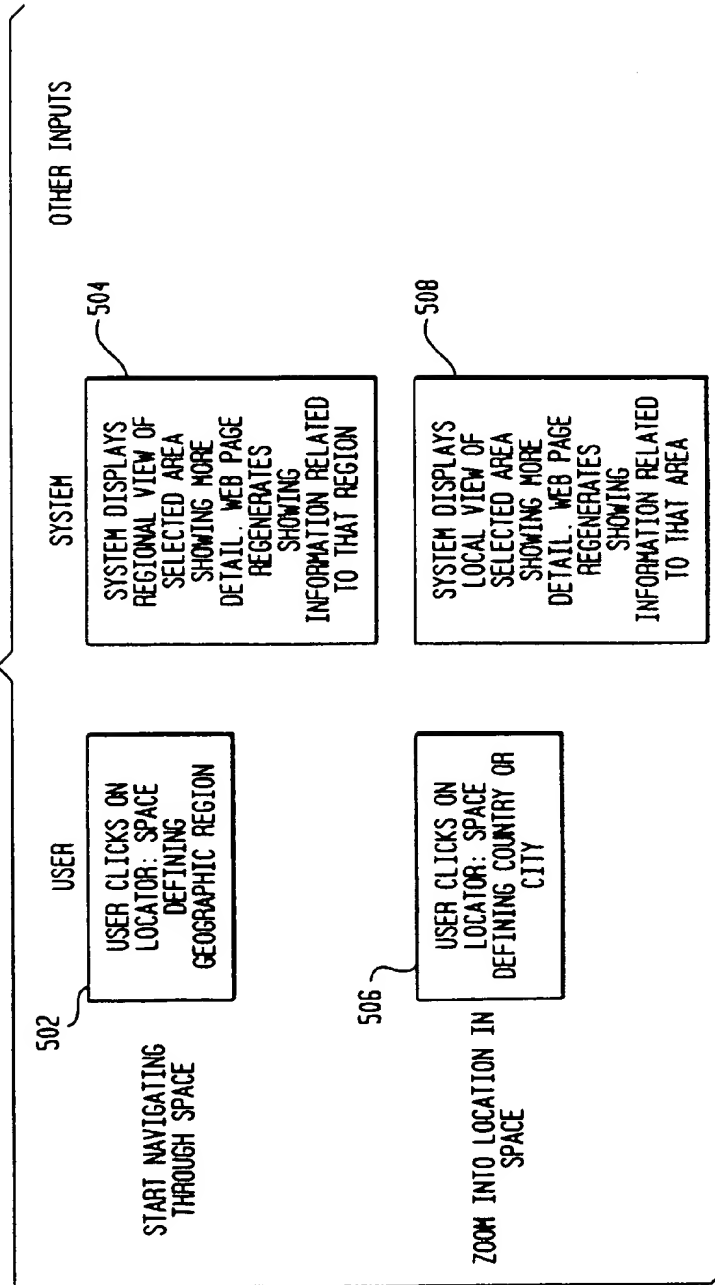 USER
SYSTEM
OTHER INPUTS
START NAVIGATING
THROUGH SPACE
502
USER CLICKS ON
LOCATOR: SPACE
DEFINING
GEOGRAPHIC REGION
504
SYSTEM DISPLAYS
REGIONAL VIEW OF
SELECTED AREA
SHOWING MORE
DETAIL. WEB PAGE
REGENERATES
SHOWING
INFORMATION RELATED
TO THAT REGION
ZOOM INTO LOCATION IN
SPACE
506
USER CLICKS ON
LOCATOR: SPACE
DEFINING COUNTRY OR
CITY
508
SYSTEM DISPLAYS
LOCAL VIEW OF
SELECTED AREA
SHOWING MORE
DETAIL. WEB PAGE
REGENERATES
SHOWING
INFORMATION RELATED
TO THAT AREA